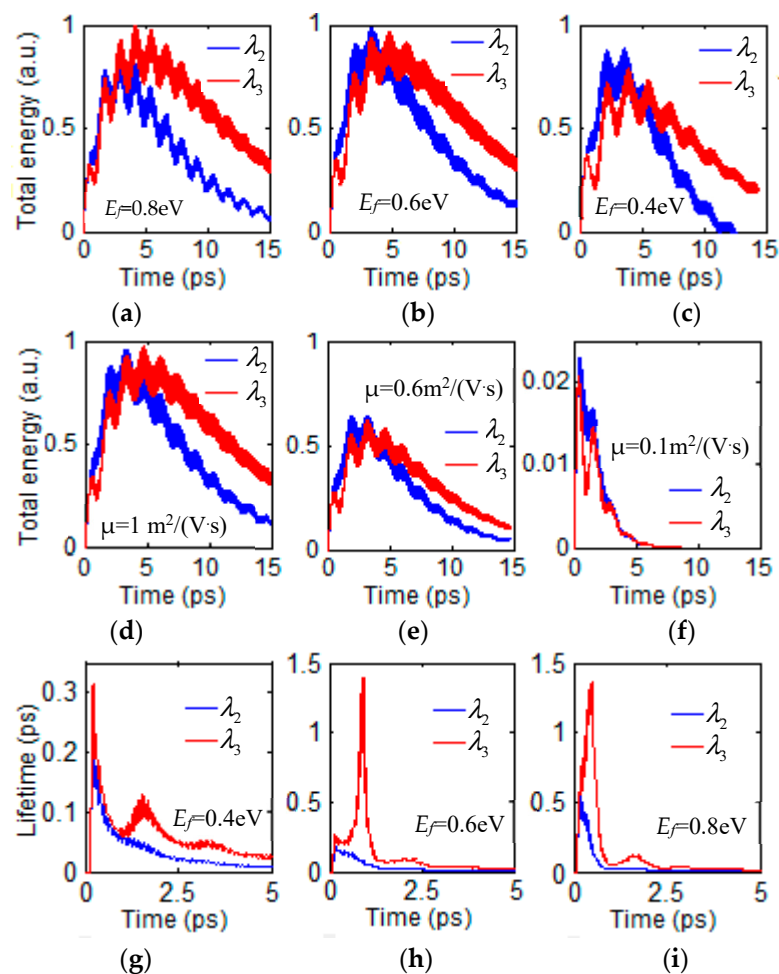 Total energy (a.u.)
1
0.5
0
λ2
λ3
Ef=0.8eV
0 5 10 15
Time (ps)
(a)
1
0.5
0
λ2
λ3
Ef=0.6eV
0 5 10 15
Time (ps)
(b)
1
0.5
0
λ2
λ3
Ef=0.4eV
0 5 10 15
Time (ps)
(c)
Total energy (a.u.)
1
0.5
0
λ2
λ3
μ=1 m2/(V·s)
0 5 10 15
Time (ps)
(d)
1
0.5
0
μ=0.6m2/(V·s)
λ2
λ3
0 5 10 15
Time (ps)
(e)
0.02
0.01
0
μ=0.1m2/(V·s)
λ2
λ3
0 5 10 15
Time (ps)
(f)
Lifetime (ps)
0.3
0.2
0.1
0
λ2
λ3
Ef=0.4eV
0 2.5 5
Time (ps)
(g)
1.5
1
0.5
0
λ2
λ3
Ef=0.6eV
0 2.5 5
Time (ps)
(h)
1.5
1
0.5
0
λ2
λ3
Ef=0.8eV
0 2.5 5
Time (ps)
(i)